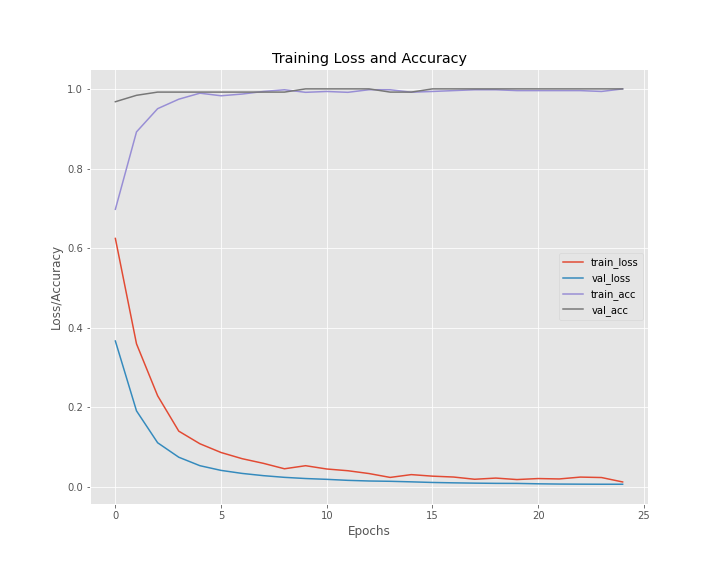 Training Loss and Accuracy
1.0
0.8
0.6
0.4
0.2
0.0
Loss/Accuracy
train_loss
val_loss
train_acc
val_acc
0
5
10
15
20
25
Epochs